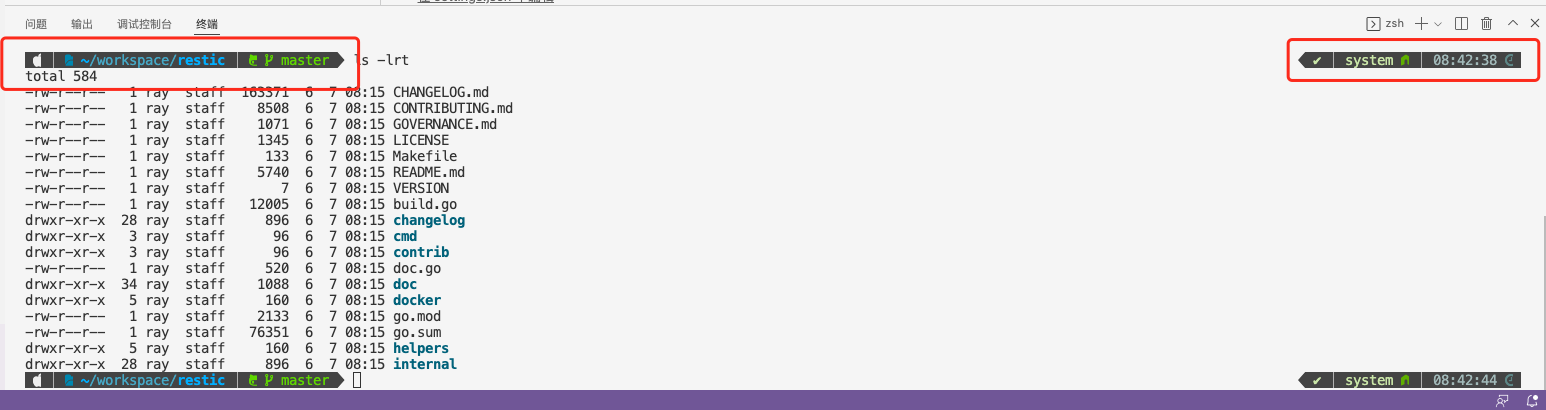 问题 输出 调试控制台 终端 zsh
~/workspace/restic master ls -lrt ✔ system 08:42:38
total 584
-rw-r--r-- 1 ray staff 163371 6 7 08:15 CHANGELOG.md
-rw-r--r-- 1 ray staff 8508 6 7 08:15 CONTRIBUTING.md
-rw-r--r-- 1 ray staff 1071 6 7 08:15 GOVERNANCE.md
-rw-r--r-- 1 ray staff 1345 6 7 08:15 LICENSE
-rw-r--r-- 1 ray staff 133 6 7 08:15 Makefile
-rw-r--r-- 1 ray staff 5740 6 7 08:15 README.md
-rw-r--r-- 1 ray staff 7 6 7 08:15 VERSION
-rw-r--r-- 1 ray staff 12005 6 7 08:15 build.go
drwxr-xr-x 28 ray staff 896 6 7 08:15 changelog
drwxr-xr-x 3 ray staff 96 6 7 08:15 cmd
drwxr-xr-x 3 ray staff 96 6 7 08:15 contrib
-rw-r--r-- 1 ray staff 520 6 7 08:15 doc.go
drwxr-xr-x 34 ray staff 1088 6 7 08:15 doc
drwxr-xr-x 5 ray staff 160 6 7 08:15 docker
-rw-r--r-- 1 ray staff 2133 6 7 08:15 go.mod
-rw-r--r-- 1 ray staff 76351 6 7 08:15 go.sum
drwxr-xr-x 5 ray staff 160 6 7 08:15 helpers
drwxr-xr-x 28 ray staff 896 6 7 08:15 internal
~/workspace/restic master ✔ system 08:42:44